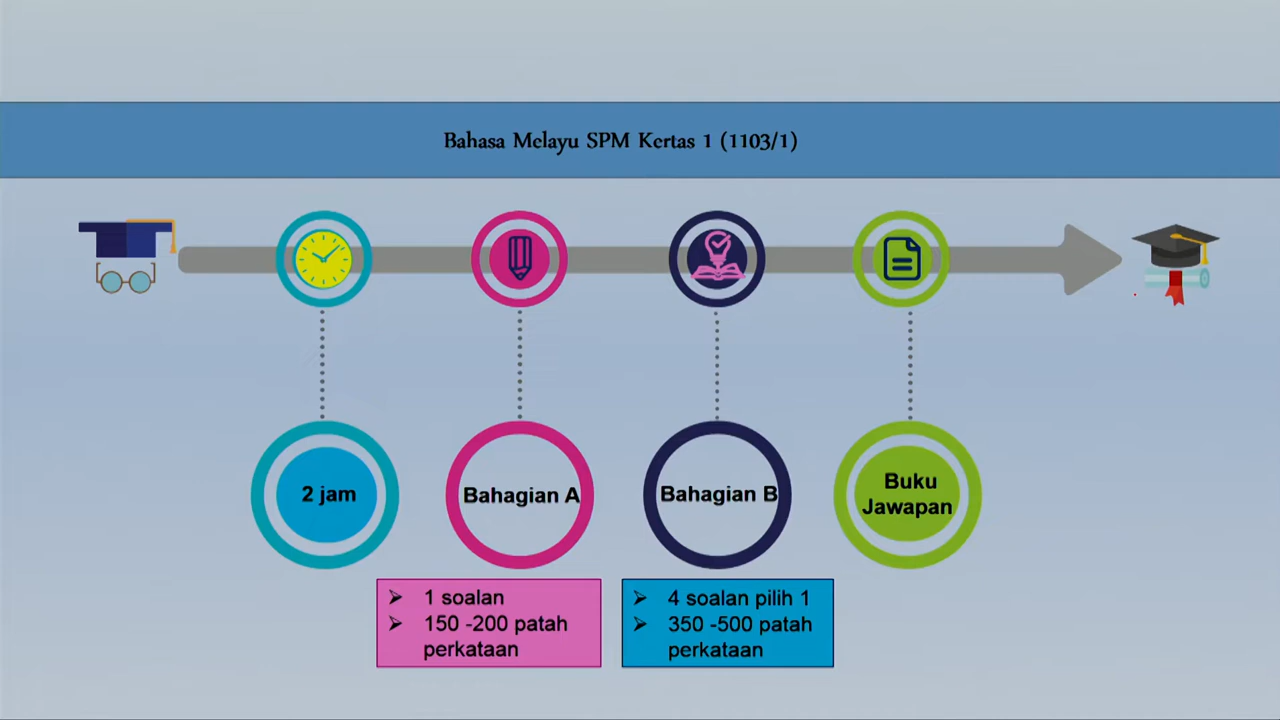 Bahasa Melayu SPM Kertas 1 (1103/1)
2 jam
Bahagian A
Bahagian B
Buku
Jawapan
1 soalan
150 -200 patah
perkataan
4 soalan pilih 1
350 -500 patah
perkataan